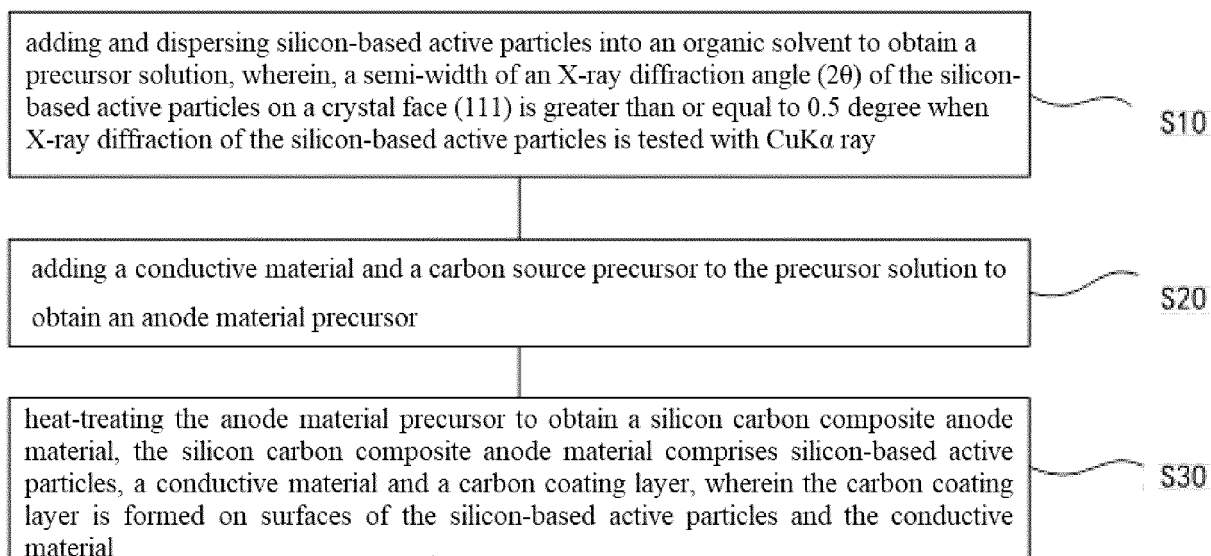 adding and dispersing silicon-based active particles into an organic solvent to obtain a
precursor solution, wherein, a semi-width of an X-ray diffraction angle (2θ) of the silicon-
based active particles on a crystal face (111) is greater than or equal to 0.5 degree when
X-ray diffraction of the silicon-based active particles is tested with CuKα ray
S10
adding a conductive material and a carbon source precursor to the precursor solution to
obtain an anode material precursor
S20
heat-treating the anode material precursor to obtain a silicon carbon composite anode
material, the silicon carbon composite anode material comprises silicon-based active
particles, a conductive material and a carbon coating layer, wherein the carbon coating
layer is formed on surfaces of the silicon-based active particles and the conductive
material
S30